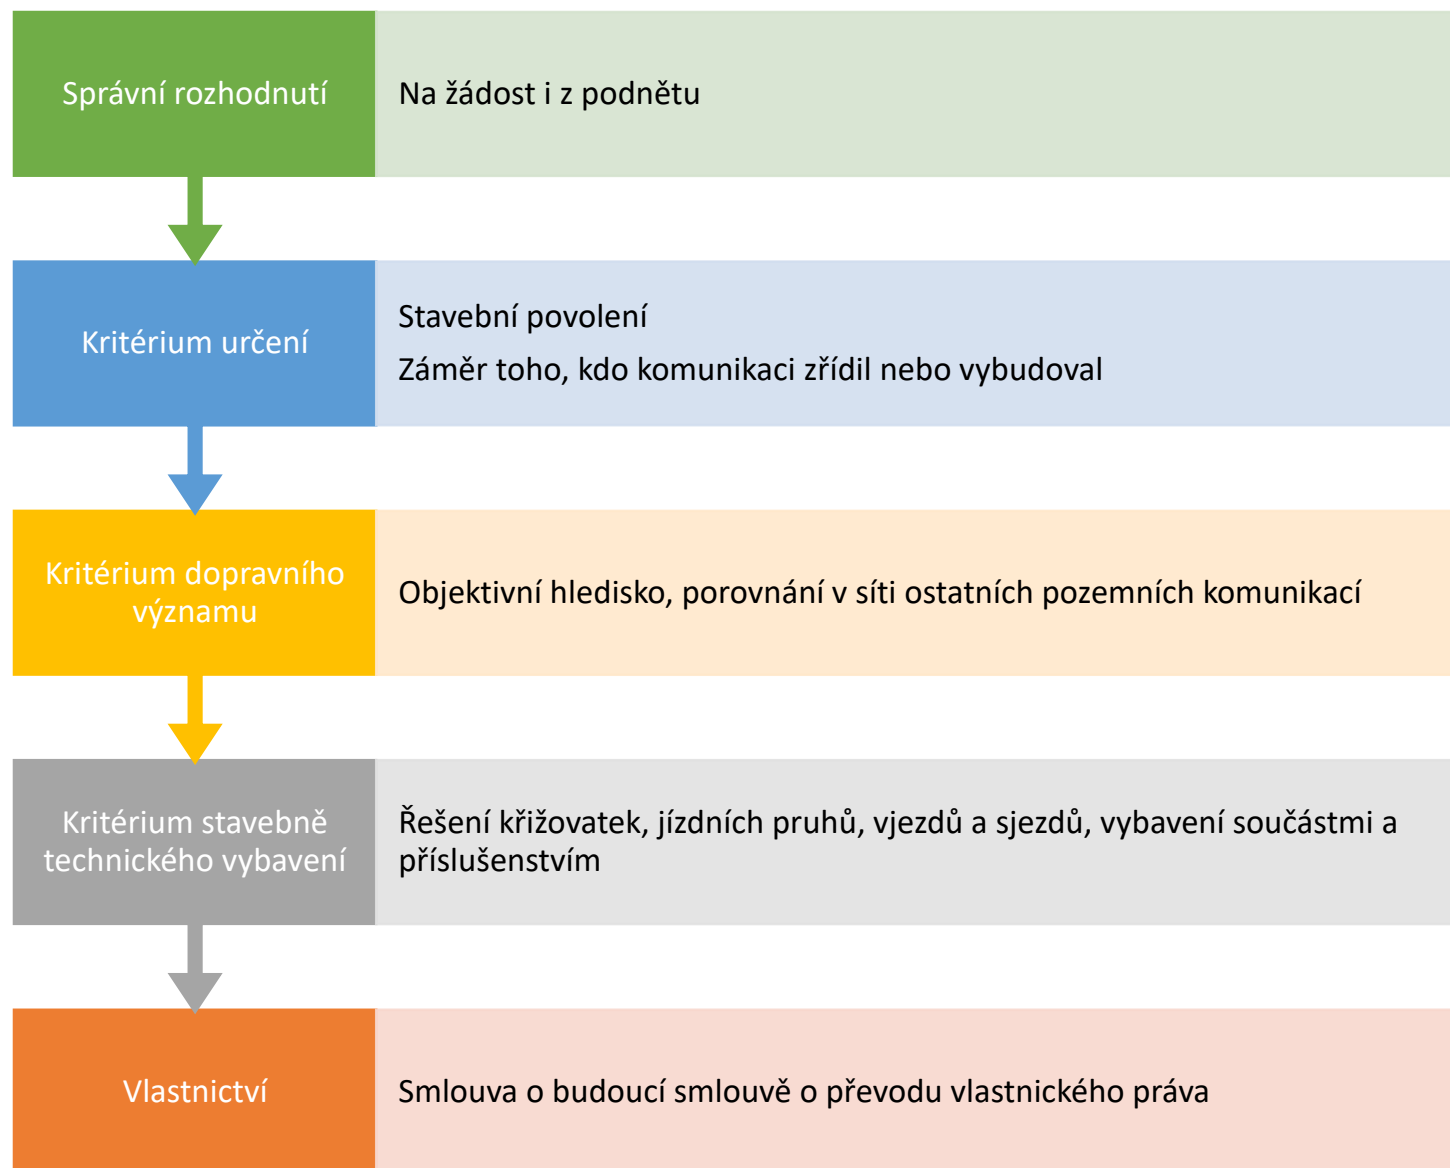 Správní rozhodnutí
Na žádost i z podnětu
Kritérium určení
Stavební povolení
Záměr toho, kdo komunikaci zřídil nebo vybudoval
Kritérium dopravního
významu
Objektivní hledisko, porovnání v síti ostatních pozemních komunikací
Kritérium stavebně
technického vybavení
Řešení křižovatek, jízdních pruhů, vjezdů a sjezdů, vybavení součástmi a
příslušenstvím
Vlastnictví
Smlouva o budoucí smlouvě o převodu vlastnického práva